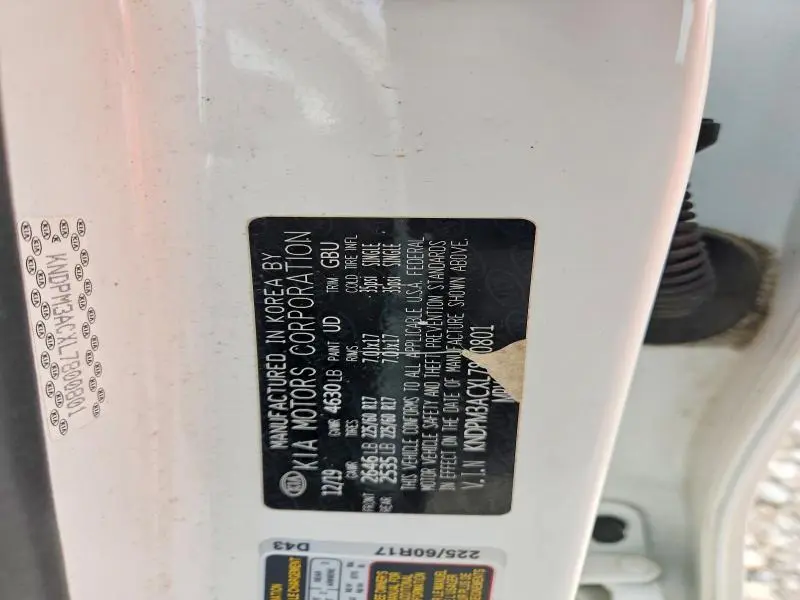 KNDPM3ACXL7800801
MANUFACTURED IN KOREA BY
KIA KIA MOTORS CORPORATION
12/19 GVWR 4630LB PAINT UD TRIM GBU
GAWR TIRES RIMS COLD TIRE INFL
FRONT 2646LB 225/60 R17 7.0Jx17 35psi SINGLE
REAR 2535LB 225/60 R17 7.0Jx17 35psi SINGLE
THIS VEHICLE CONFORMS TO ALL APPLICABLE U.S.A. FEDERAL
MOTOR VEHICLE SAFETY AND THEFT PREVENTION STANDARDS
IN EFFECT ON THE DATE OF MANUFACTURE SHOWN ABOVE.
V.I.N KNDPM3ACXL7 0801
D43
225/60R17